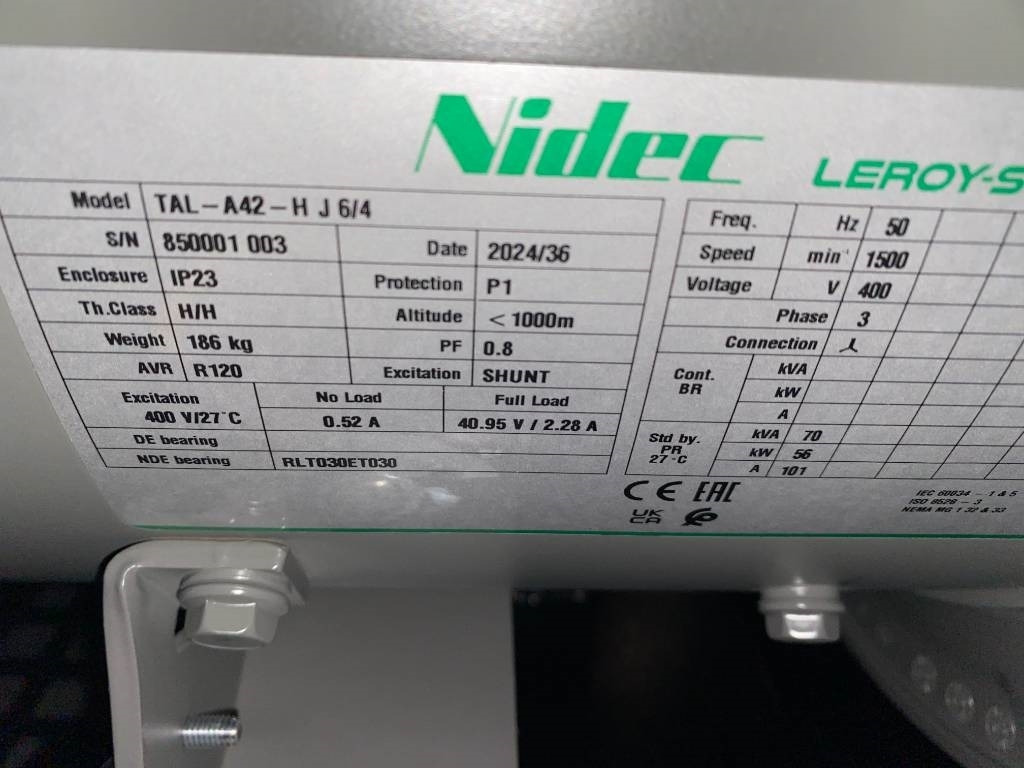 Nidec
LEROY-S
Model TAL-A42-H J 6/4
S/N 850001 003 Date 2024/36
Enclosure IP23 Protection P1
Th.Class H/H Altitude < 1000m
Weight 186 kg PF 0.8
AVR R120 Excitation SHUNT
Excitation 400 V/27°C No Load Full Load
0.52 A 40.95 V / 2.28 A
DE bearing
NDE bearing RLT030ET030
Freq. Hz 50
Speed min⁻¹ 1500
Voltage V 400
Phase 3
Connection
Cont. BR kVA
kW
A
Std by. kVA 70
PR kW 56
27°C A 101
CE EAC
UK CA
IEC 60034 - 1 & 5
ISO 8528 - 3
NEMA MG 1 32 & 33